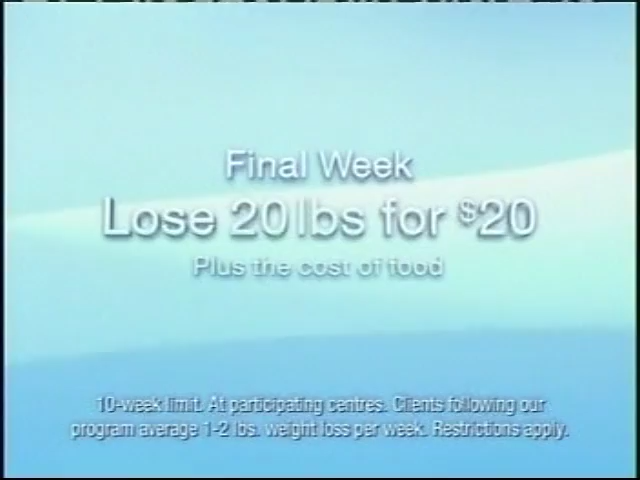 Final Week
Lose 20 lbs for $20
Plus the cost of food
10-week limit. At participating centres. Clients following our
program average 1-2 lbs. weight loss per week. Restrictions apply.